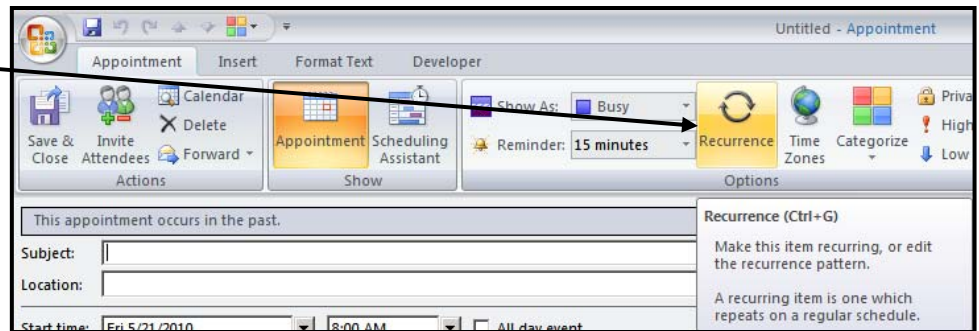 Untitled - Appointment
Appointment Insert Format Text Developer
Save & Close
Invite Attendees
Calendar
Delete
Forward
Actions
Appointment
Scheduling Assistant
Show
Show As: Busy
Reminder: 15 minutes
Recurrence
Time Zones
Categorize
Priva
High
Low
Options
This appointment occurs in the past.
Subject:
Location:
Start time: Fri 5/21/2010 8:00 AM All day event
Recurrence (Ctrl+G)
Make this item recurring, or edit
the recurrence pattern.
A recurring item is one which
repeats on a regular schedule.